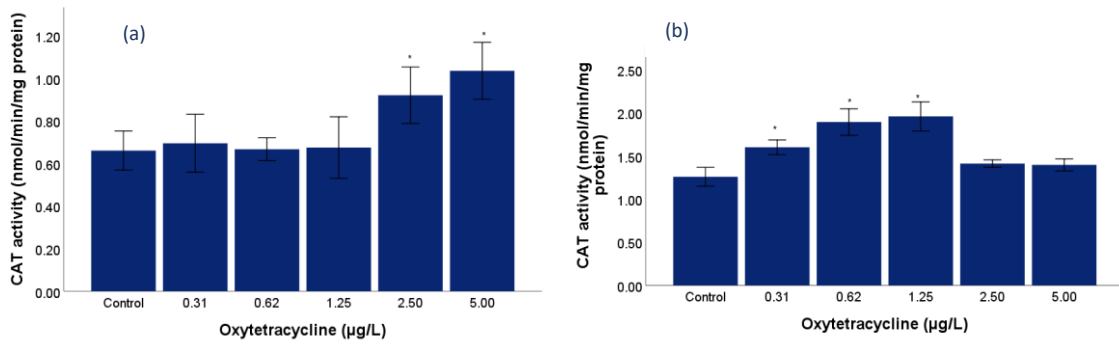 (a)
CAT activity (nmol/min/mg protein)
1.20
1.00
0.80
0.60
0.40
0.20
0.00
* *
Control 0.31 0.62 1.25 2.50 5.00
Oxytetracycline (µg/L)
(b)
CAT activity (nmol/min/mg
protein)
2.50
2.00
1.50
1.00
0.50
0.00
* * *
Control 0.31 0.62 1.25 2.50 5.00
Oxytetracycline (µg/L)